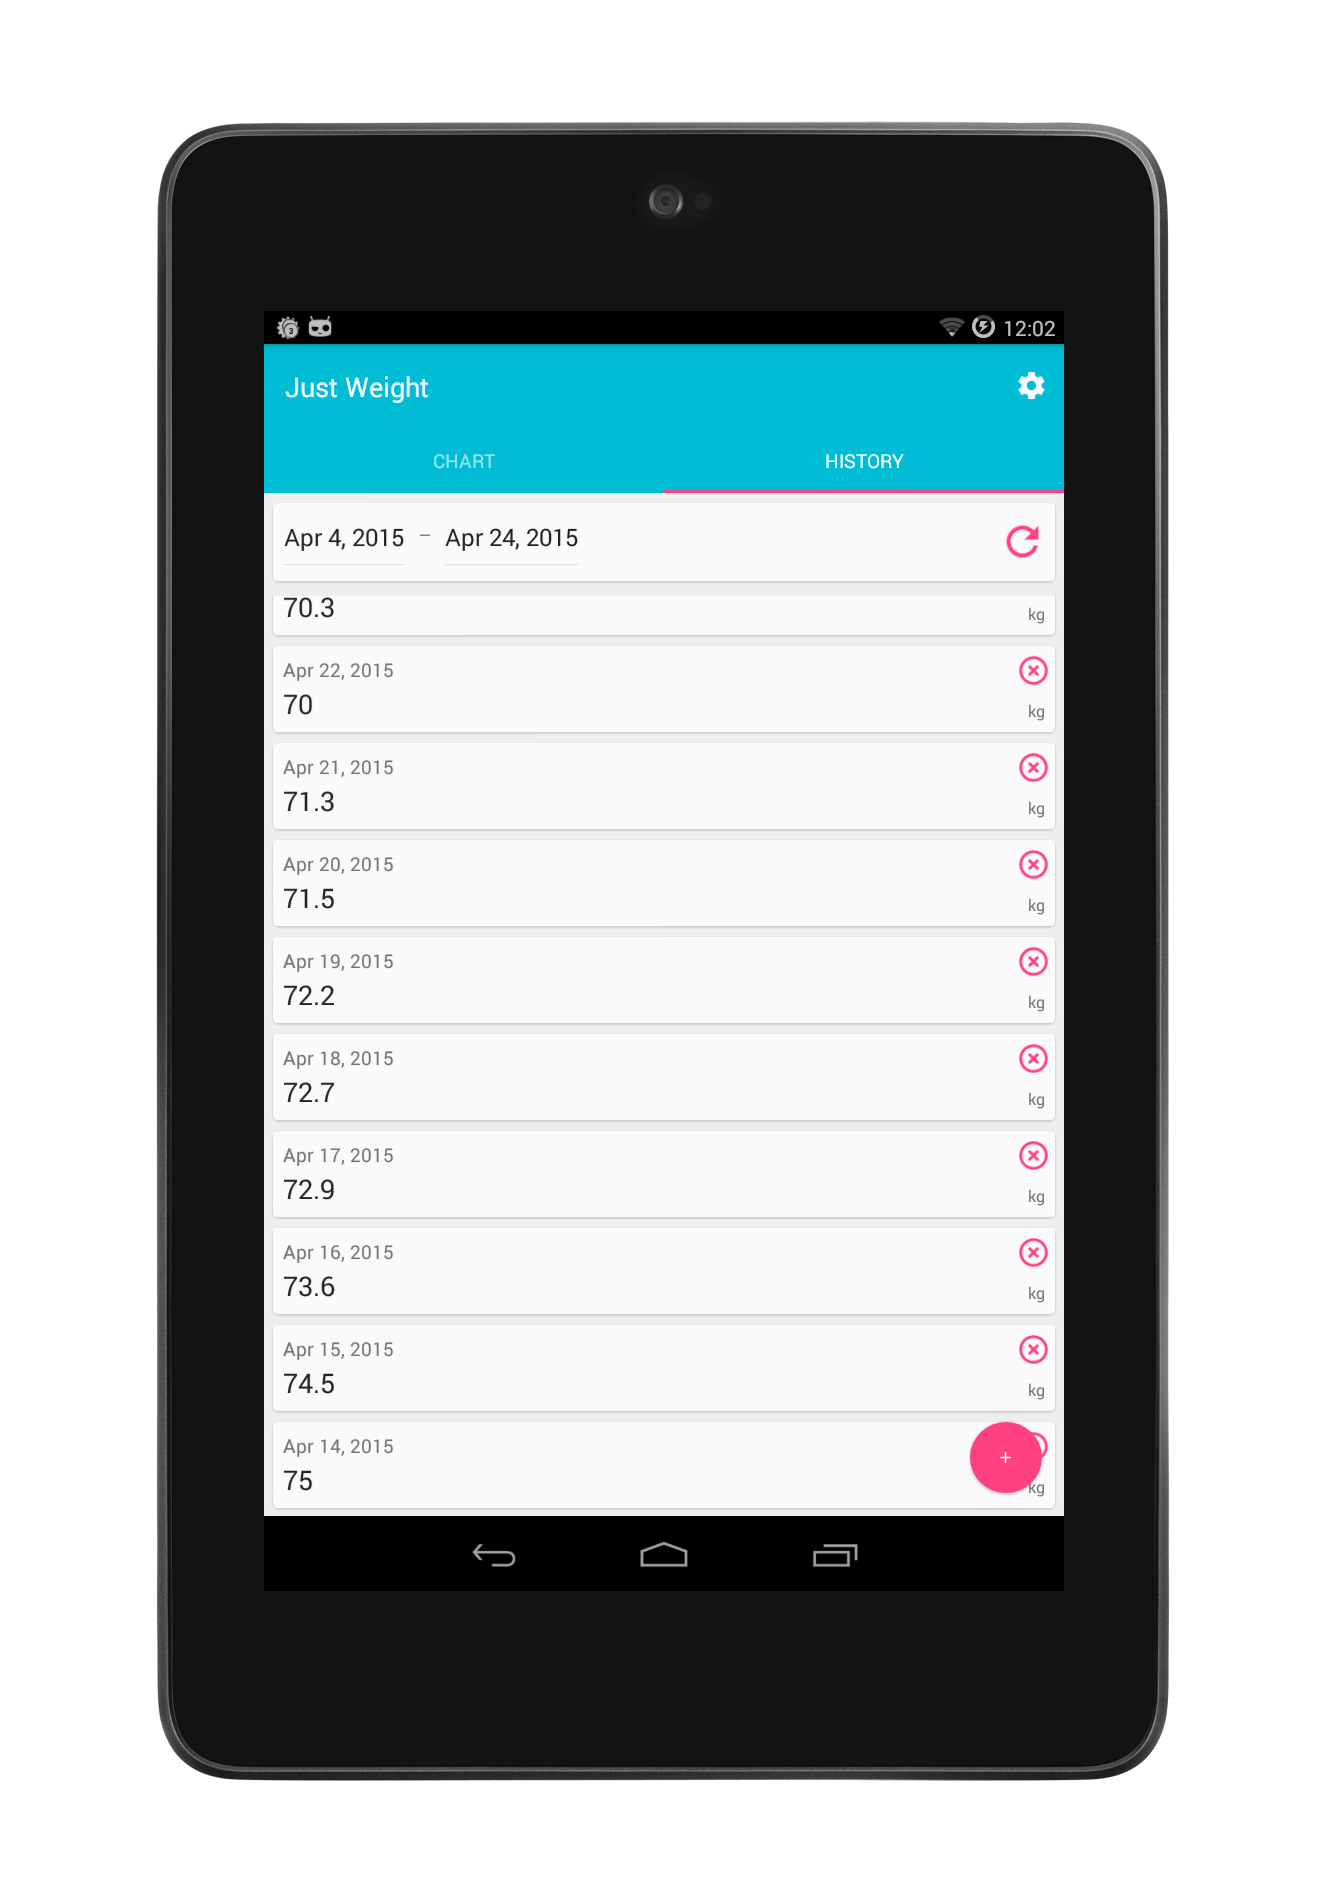 3
12:02
Just Weight
CHART HISTORY
Apr 4, 2015 – Apr 24, 2015
70.3 kg
Apr 22, 2015
70 kg
Apr 21, 2015
71.3 kg
Apr 20, 2015
71.5 kg
Apr 19, 2015
72.2 kg
Apr 18, 2015
72.7 kg
Apr 17, 2015
72.9 kg
Apr 16, 2015
73.6 kg
Apr 15, 2015
74.5 kg
Apr 14, 2015
+
75 kg